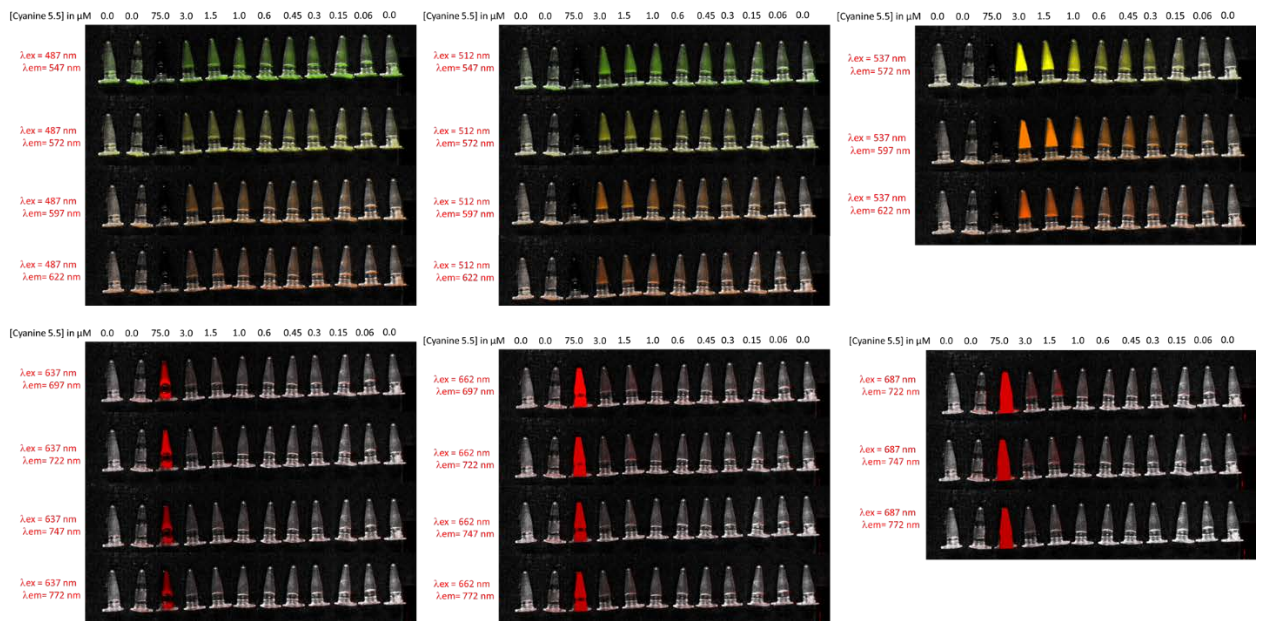 [Cyanine 5.5] in µM 0.0 0.0 75.0 3.0 1.5 1.0 0.6 0.45 0.3 0.15 0.06 0.0
λex = 487 nm
λem= 547 nm
λex = 487 nm
λem= 572 nm
λex = 487 nm
λem= 597 nm
λex = 487 nm
λem= 622 nm
[Cyanine 5.5] in µM 0.0 0.0 75.0 3.0 1.5 1.0 0.6 0.45 0.3 0.15 0.06 0.0
λex = 512 nm
λem= 547 nm
λex = 512 nm
λem= 572 nm
λex = 512 nm
λem= 597 nm
λex = 512 nm
λem= 622 nm
[Cyanine 5.5] in µM 0.0 0.0 75.0 3.0 1.5 1.0 0.6 0.45 0.3 0.15 0.06 0.0
λex = 537 nm
λem= 572 nm
λex = 537 nm
λem= 597 nm
λex = 537 nm
λem= 622 nm
[Cyanine 5.5] in µM 0.0 0.0 75.0 3.0 1.5 1.0 0.6 0.45 0.3 0.15 0.06 0.0
λex = 637 nm
λem= 697 nm
λex = 637 nm
λem= 722 nm
λex = 637 nm
λem= 747 nm
λex = 637 nm
λem= 772 nm
[Cyanine 5.5] in µM 0.0 0.0 75.0 3.0 1.5 1.0 0.6 0.45 0.3 0.15 0.06 0.0
λex = 662 nm
λem= 697 nm
λex = 662 nm
λem= 722 nm
λex = 662 nm
λem= 747 nm
λex = 662 nm
λem= 772 nm
[Cyanine 5.5] in µM 0.0 0.0 75.0 3.0 1.5 1.0 0.6 0.45 0.3 0.15 0.06 0.0
λex = 687 nm
λem= 722 nm
λex = 687 nm
λem= 747 nm
λex = 687 nm
λem= 772 nm